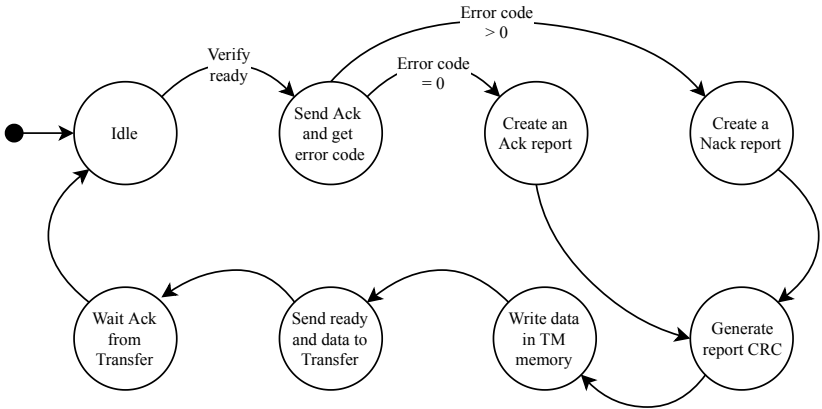 Error code
> 0
Verify
ready
Error code
= 0
Idle
Send Ack
and get
error code
Create an
Ack report
Create a
Nack report
Wait Ack
from
Transfer
Send ready
and data to
Transfer
Write data
in TM
memory
Generate
report CRC